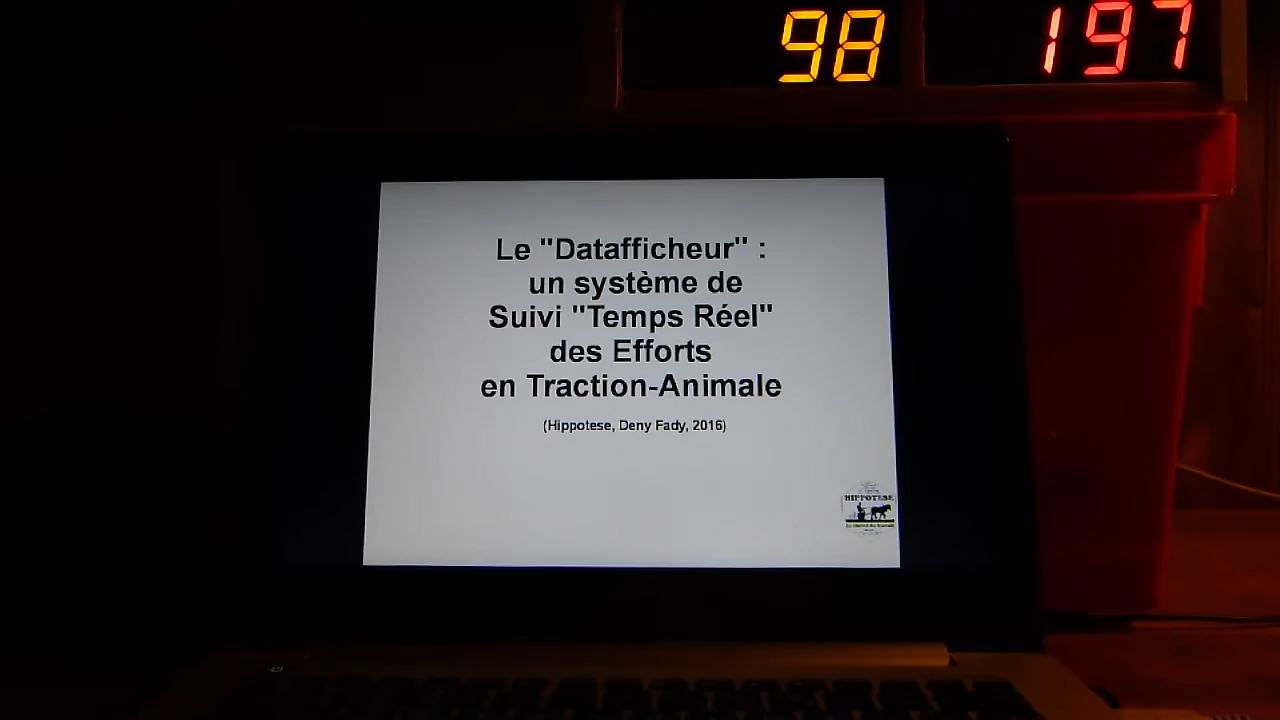 98 197
Le "Datafficheur" :
un système de
Suivi "Temps Réel"
des Efforts
en Traction-Animale
(Hippotese, Deny Fady, 2016)
HIPPOTESE